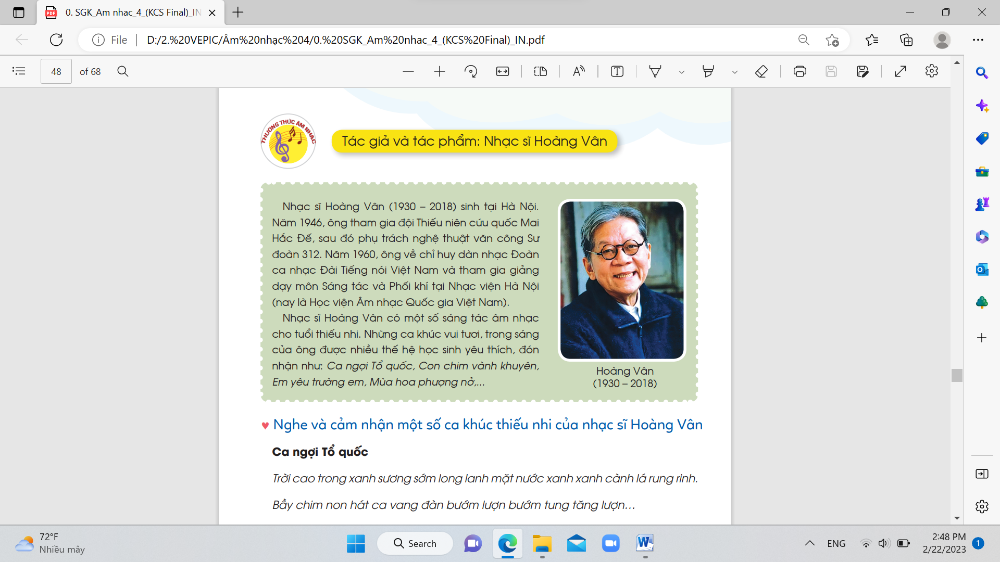 0. SGK_Am nhac_4_(KCS Final)_IN
File
D:/2.%20VEPIC/Âm%20nhạc%204/0.%20SGK_Am%20nhac_4_(KCS%20Final)_IN.pdf
48 of 68
THƯỜNG THỨC ÂM NHẠC
Tác giả và tác phẩm: Nhạc sĩ Hoàng Vân
Nhạc sĩ Hoàng Vân (1930 – 2018) sinh tại Hà Nội.
Năm 1946, ông tham gia đội Thiếu niên cứu quốc Mai
Hắc Đế, sau đó phụ trách nghệ thuật văn công Sư
đoàn 312. Năm 1960, ông về chỉ huy dàn nhạc Đoàn
ca nhạc Đài Tiếng nói Việt Nam và tham gia giảng
dạy môn Sáng tác và Phối khí tại Nhạc viện Hà Nội
(nay là Học viện Âm nhạc Quốc gia Việt Nam).
Nhạc sĩ Hoàng Vân có một số sáng tác âm nhạc
cho tuổi thiếu nhi. Những ca khúc vui tươi, trong sáng
của ông được nhiều thế hệ học sinh yêu thích, đón
nhận như: Ca ngợi Tổ quốc, Con chim vành khuyên,
Em yêu trường em, Mùa hoa phượng nở,...
Hoàng Vân
(1930 – 2018)
♥ Nghe và cảm nhận một số ca khúc thiếu nhi của nhạc sĩ Hoàng Vân
Ca ngợi Tổ quốc
Trời cao trong xanh sương sớm long lanh mặt nước xanh xanh cành lá rung rinh.
Bầy chim non hát ca vang đàn bướm lượn bướm tung tăng lượn...
72°F
Nhiều mây
Search
ENG
2:48 PM
2/22/2023
1